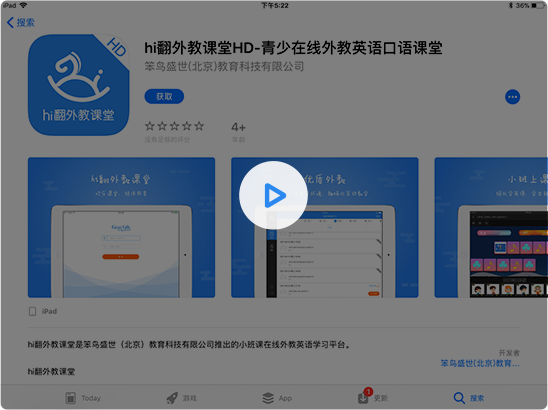 iPad 下午5:22 36%
搜索
HD
hi翻外教课堂
hi翻外教课堂HD-青少在线外教英语口语课堂
笨鸟盛世(北京)教育科技有限公司
获取
4+
没有足够的评分 年龄
hi翻外教课堂
优质外教
小班上课
iPad
hi翻外教课堂是笨鸟盛世（北京）教育科技有限公司推出的小班课在线外教英语学习平台。
开发者
笨鸟盛世(北京)教育...
hi翻外教课堂
Today 游戏 App 1 更新 搜索